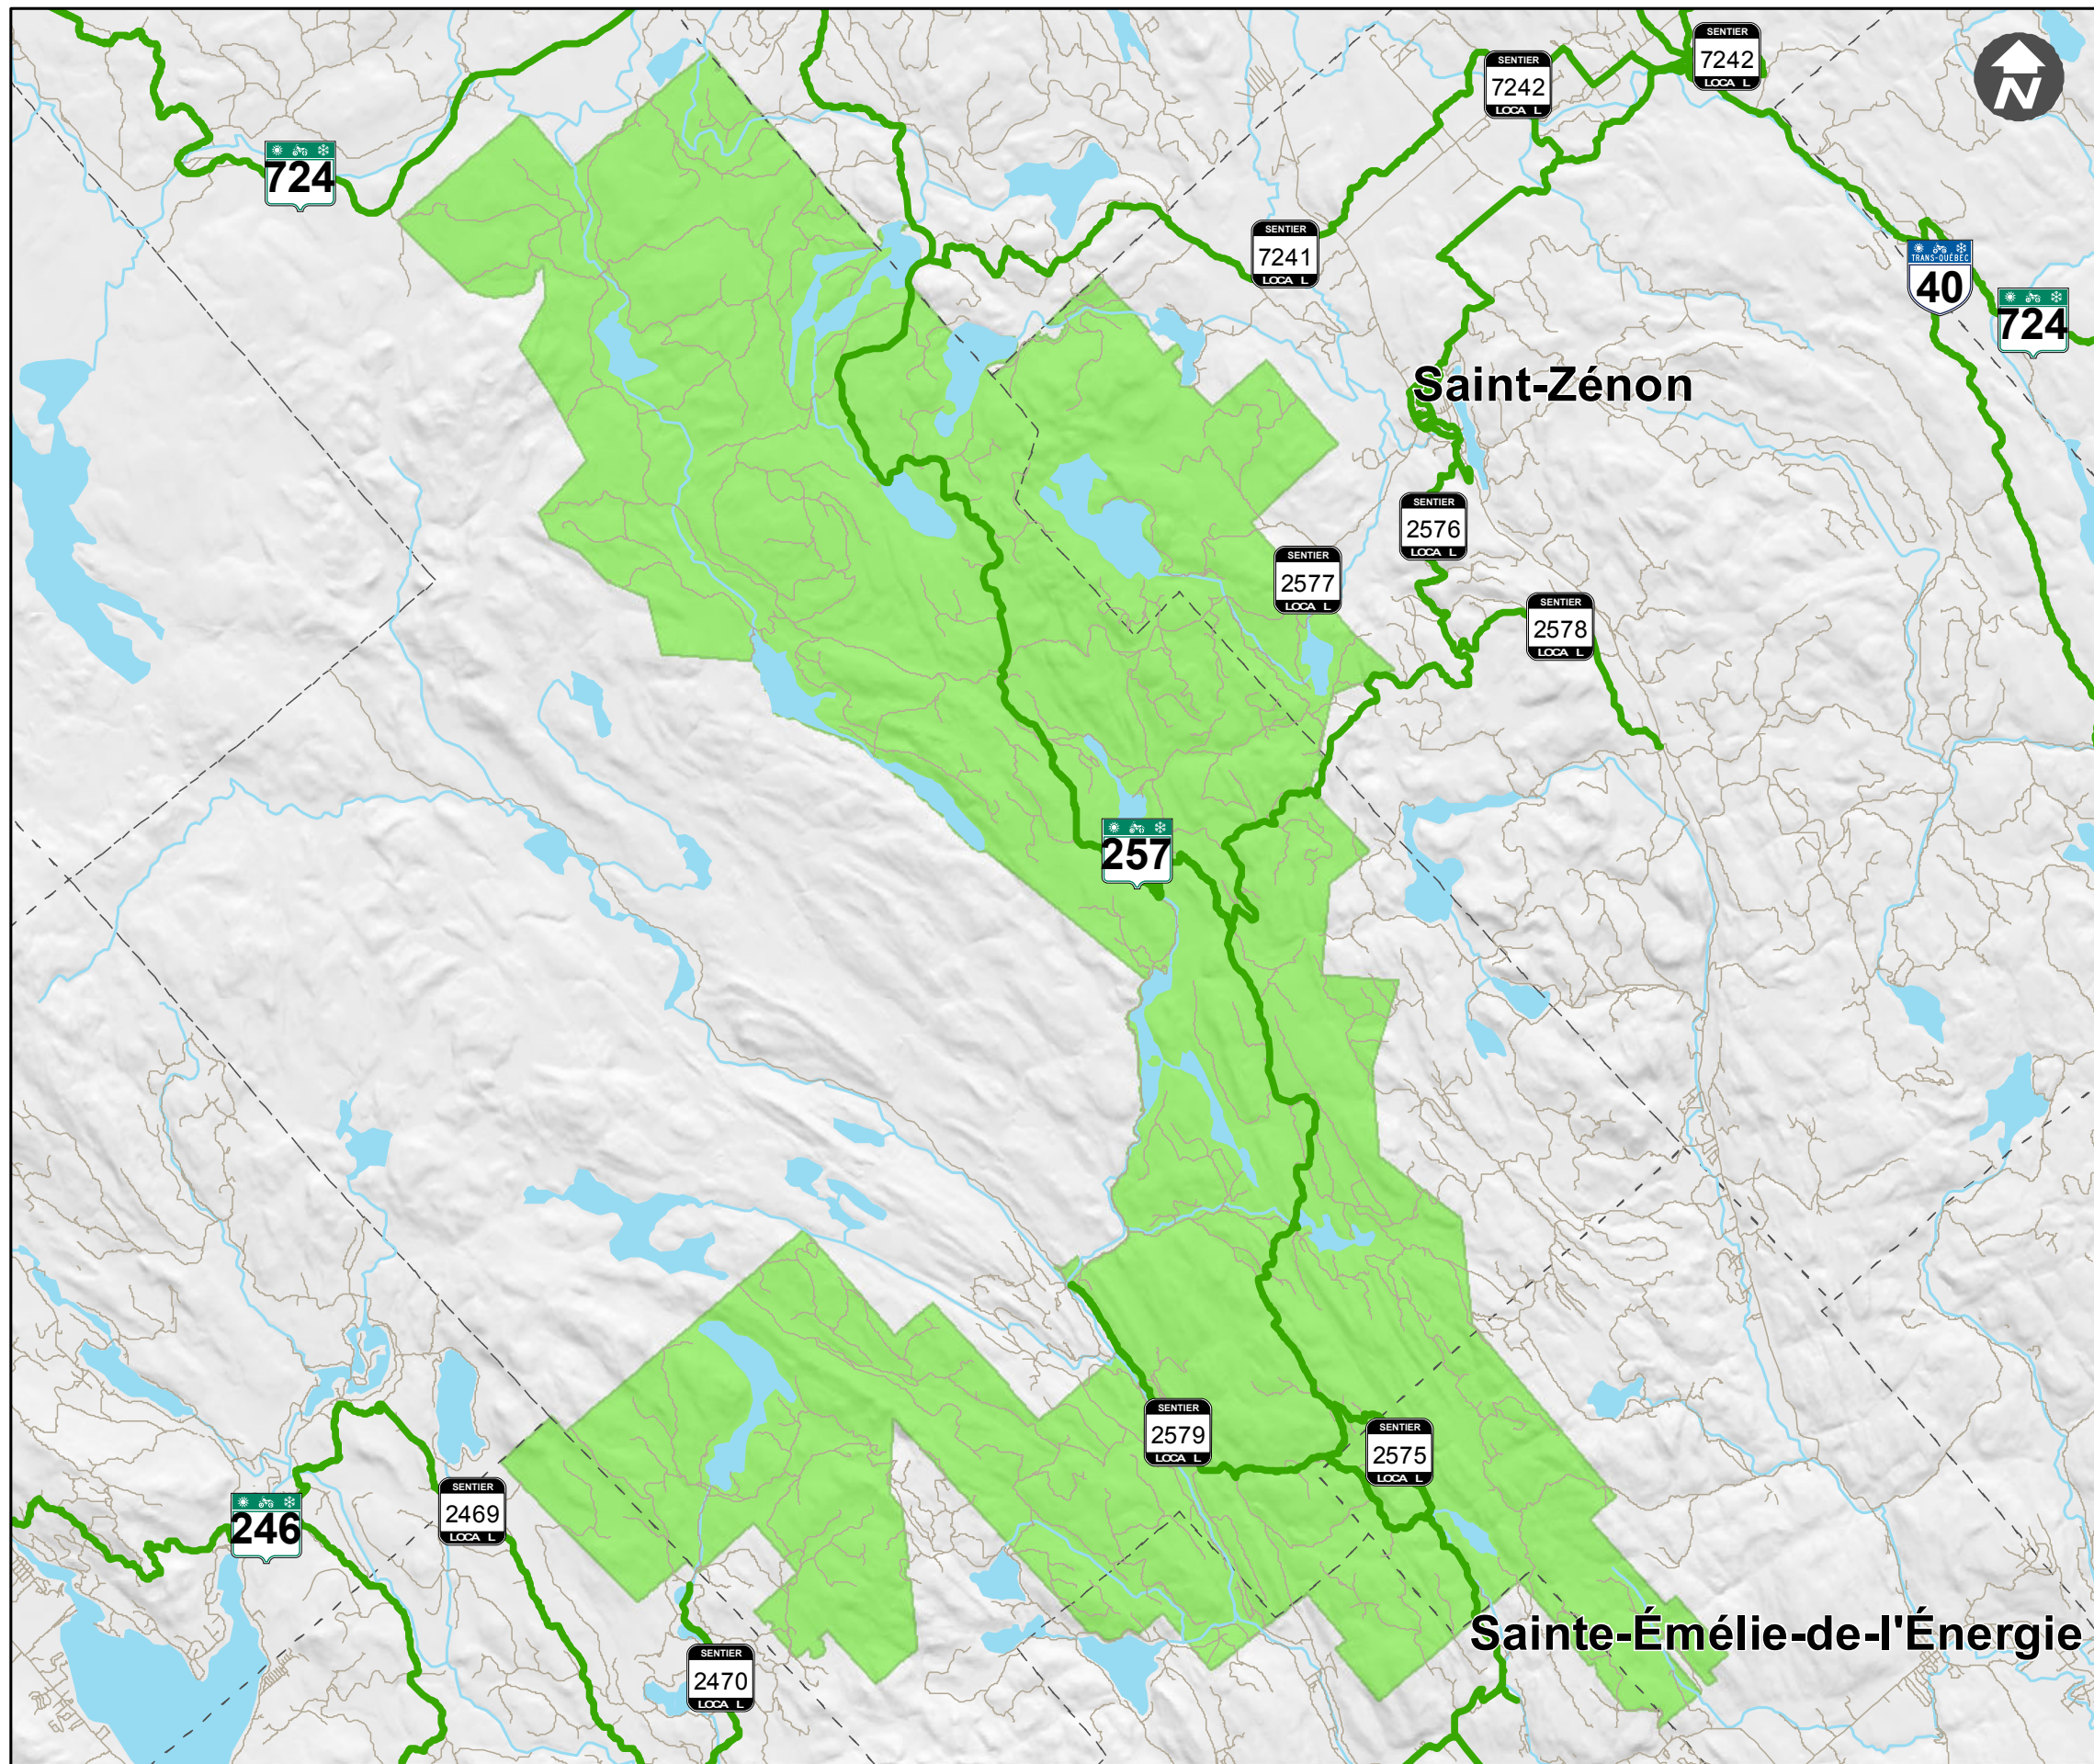 SENTIER
7242
LOCA L
SENTIER
7242
LOCA L
N
724
SENTIER
7241
LOCA L
TRANS-QUÉBEC
40
724
Saint-Zénon
SENTIER
2576
LOCA L
SENTIER
2577
LOCA L
SENTIER
2578
LOCA L
257
SENTIER
2579
LOCA L
SENTIER
2575
LOCA L
SENTIER
2469
LOCA L
246
Sainte-Émélie-de-l'Énergie
SENTIER
2470
LOCA L